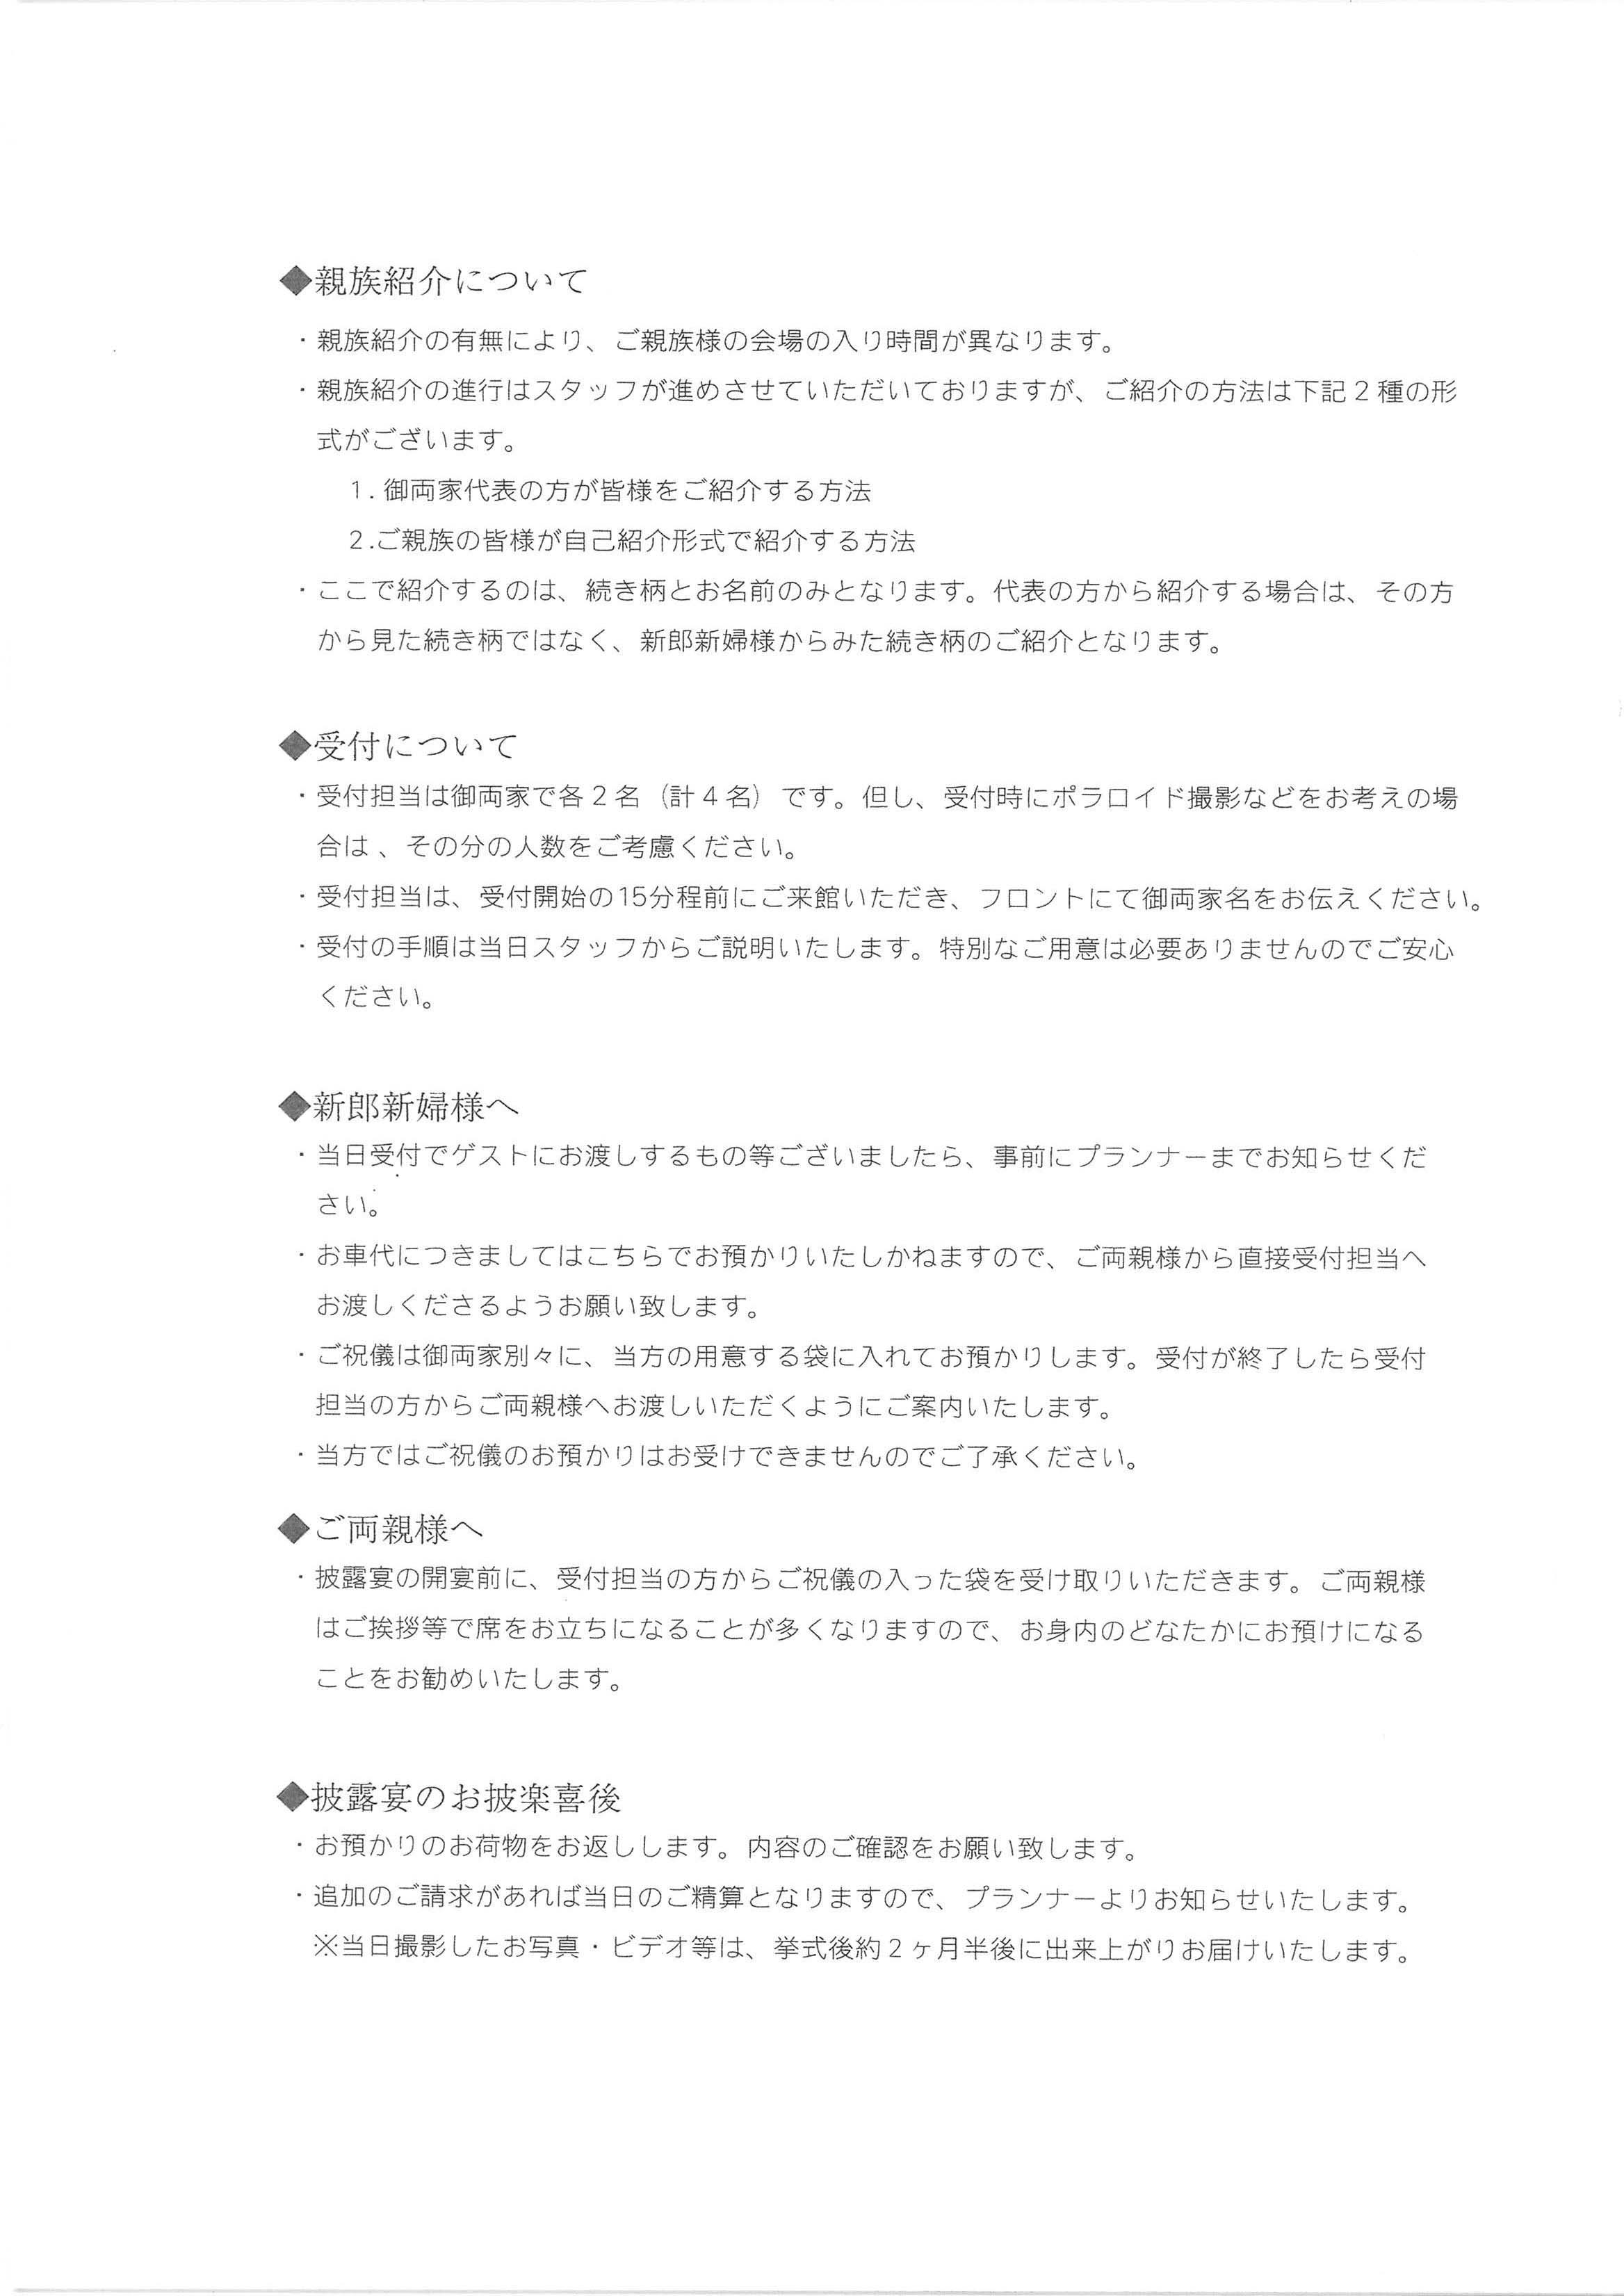 ◆親族紹介について
・親族紹介の有無により、ご親族様の会場の入り時間が異なります。
・親族紹介の進行はスタッフが進めさせていただいておりますが、ご紹介の方法は下記２種の形
式がございます。
1. 御両家代表の方が皆様をご紹介する方法
2.ご親族の皆様が自己紹介形式で紹介する方法
・ここで紹介するのは、続き柄とお名前のみとなります。代表の方から紹介する場合は、その方
から見た続き柄ではなく、新郎新婦様からみた続き柄のご紹介となります。
◆受付について
・受付担当は御両家で各２名（計４名）です。但し、受付時にポラロイド撮影などをお考えの場
合は、その分の人数をご考慮ください。
・受付担当は、受付開始の15分程前にご来館いただき、フロントにて御両家名をお伝えください。
・受付の手順は当日スタッフからご説明いたします。特別なご用意は必要ありませんのでご安心
ください。
◆新郎新婦様へ
・当日受付でゲストにお渡しするもの等ございましたら、事前にプランナーまでお知らせくだ
さい。
・お車代につきましてはこちらでお預かりいたしかねますので、ご両親様から直接受付担当へ
お渡しくださるようお願い致します。
・ご祝儀は御両家別々に、当方の用意する袋に入れてお預かりします。受付が終了したら受付
担当の方からご両親様へお渡しいただくようにご案内いたします。
・当方ではご祝儀のお預かりはお受けできませんのでご了承ください。
◆ご両親様へ
・披露宴の開宴前に、受付担当の方からご祝儀の入った袋を受け取りいただきます。ご両親様
はご挨拶等で席をお立ちになることが多くなりますので、お身内のどなたかにお預けになる
ことをお勧めいたします。
◆披露宴のお披楽喜後
・お預かりのお荷物をお返しします。内容のご確認をお願い致します。
・追加のご請求があれば当日のご精算となりますので、プランナーよりお知らせいたします。
※当日撮影したお写真・ビデオ等は、挙式後約２ヶ月半後に出来上がりお届けいたします。